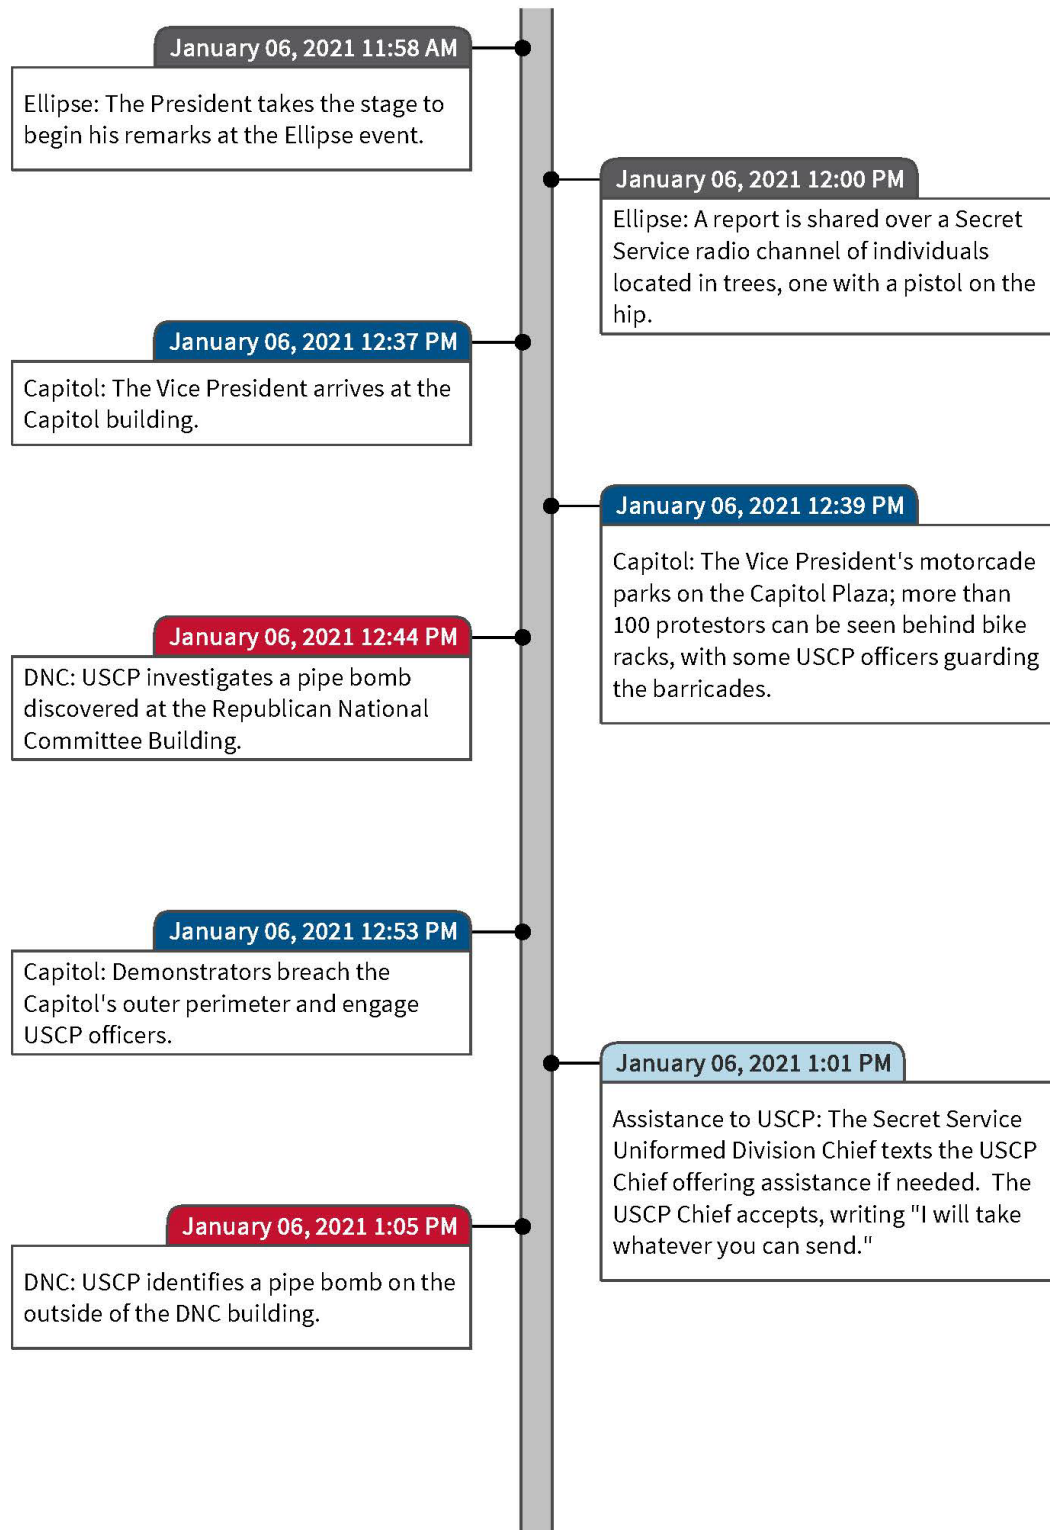 January 06, 2021 11:58 AM
Ellipse: The President takes the stage to
begin his remarks at the Ellipse event.
January 06, 2021 12:00 PM
Ellipse: A report is shared over a Secret
Service radio channel of individuals
located in trees, one with a pistol on the
hip.
January 06, 2021 12:37 PM
Capitol: The Vice President arrives at the
Capitol building.
January 06, 2021 12:39 PM
Capitol: The Vice President's motorcade
parks on the Capitol Plaza; more than
100 protestors can be seen behind bike
racks, with some USCP officers guarding
the barricades.
January 06, 2021 12:44 PM
DNC: USCP investigates a pipe bomb
discovered at the Republican National
Committee Building.
January 06, 2021 12:53 PM
Capitol: Demonstrators breach the
Capitol's outer perimeter and engage
USCP officers.
January 06, 2021 1:01 PM
Assistance to USCP: The Secret Service
Uniformed Division Chief texts the USCP
Chief offering assistance if needed.  The
USCP Chief accepts, writing "I will take
whatever you can send."
January 06, 2021 1:05 PM
DNC: USCP identifies a pipe bomb on the
outside of the DNC building.